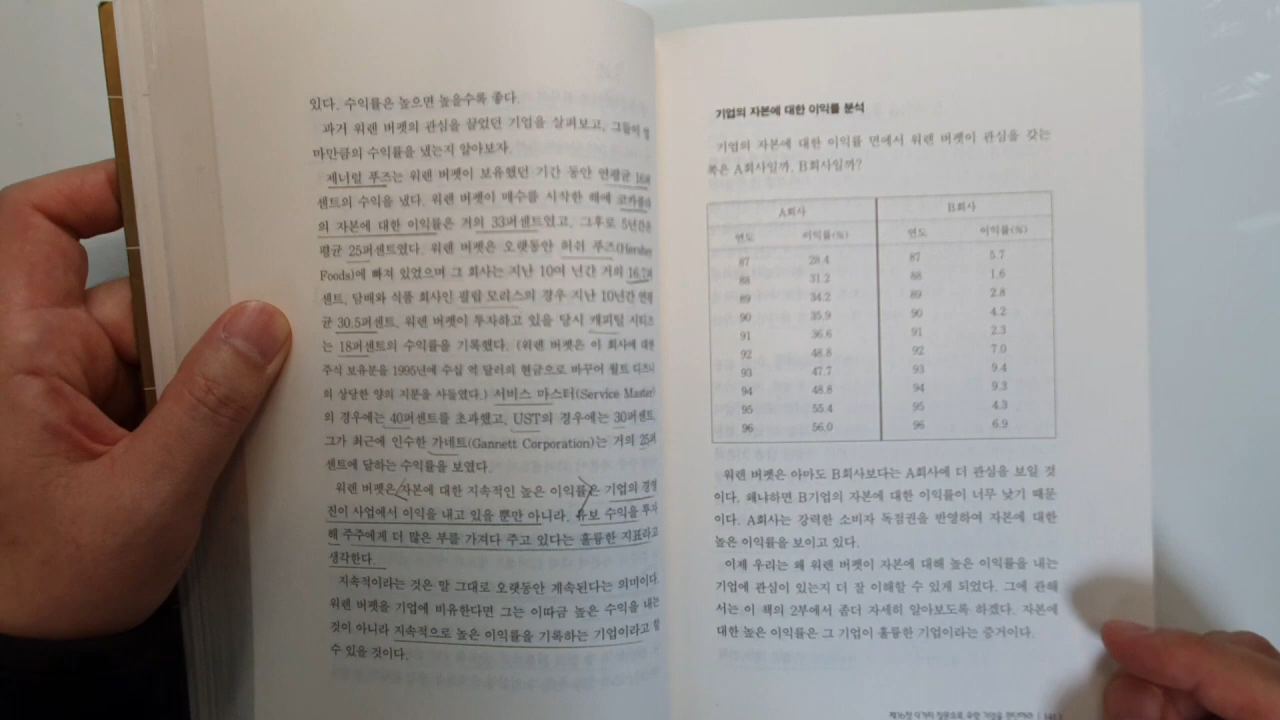 있다. 수익률은 높으면 높을수록 좋다.
과거 워렌 버펫의 관심을 끌었던 기업을 살펴보고, 그들이 얼
마만큼의 수익률을 냈는지 알아보자.
제너럴 푸즈는 워렌 버펫이 보유했던 기간 동안 연평균 16퍼
센트의 수익을 냈다. 워렌 버펫이 매수를 시작한 해에 코카콜라
의 자본에 대한 이익률은 거의 33퍼센트였고, 그후로 5년간은
평균 25퍼센트였다. 워렌 버펫은 오랫동안 허쉬 푸즈(Hershey
Foods)에 빠져 있었으며 그 회사는 지난 10여 년간 거의 16.7퍼
센트, 담배와 식품 회사인 필립 모리스의 경우 지난 10년간 연평
균 30.5퍼센트, 워렌 버펫이 투자하고 있을 당시 캐피털 시티즈
는 18퍼센트의 수익률을 기록했다. (워렌 버펫은 이 회사에 대한
주식 보유분을 1995년에 수십 억 달러의 현금으로 바꾸어 월트 디즈니
의 상당한 양의 지분을 사들였다.) 서비스 마스터(Service Master)
의 경우에는 40퍼센트를 초과했고, UST의 경우에는 30퍼센트,
그가 최근에 인수한 가네트(Gannett Corporation)는 거의 25퍼
센트에 달하는 수익률을 보였다.
워렌 버펫은 자본에 대한 지속적인 높은 이익률은 기업의 경영
진이 사업에서 이익을 내고 있을 뿐만 아니라, 유보 수익을 투자
해 주주에게 더 많은 부를 가져다 주고 있다는 훌륭한 지표라고
생각한다.
지속적이라는 것은 말 그대로 오랫동안 계속된다는 의미이다.
워렌 버펫을 기업에 비유한다면 그는 이따금 높은 수익을 내는
것이 아니라 지속적으로 높은 이익률을 기록하는 기업이라고 할
수 있을 것이다.
기업의 자본에 대한 이익률 분석
기업의 자본에 대한 이익률 면에서 워렌 버펫이 관심을 갖는
쪽은 A회사일까, B회사일까?
A회사 B회사
연도 이익률(%) 연도 이익률(%)
87 28.4 87 5.7
88 31.2 88 1.6
89 34.2 89 2.8
90 35.9 90 4.2
91 36.6 91 2.3
92 48.8 92 7.0
93 47.7 93 9.4
94 48.8 94 9.3
95 55.4 95 4.3
96 56.0 96 6.9
워렌 버펫은 아마도 B회사보다는 A회사에 더 관심을 보일 것
이다. 왜냐하면 B기업의 자본에 대한 이익률이 너무 낮기 때문
이다. A회사는 강력한 소비자 독점권을 반영하여 자본에 대한
높은 이익률을 보이고 있다.
이제 우리는 왜 워렌 버펫이 자본에 대해 높은 이익률을 내는
기업에 관심이 있는지 더 잘 이해할 수 있게 되었다. 그에 관해
서는 이 책의 2부에서 좀더 자세히 알아보도록 하겠다. 자본에
대한 높은 이익률은 그 기업이 훌륭한 기업이라는 증거이다.